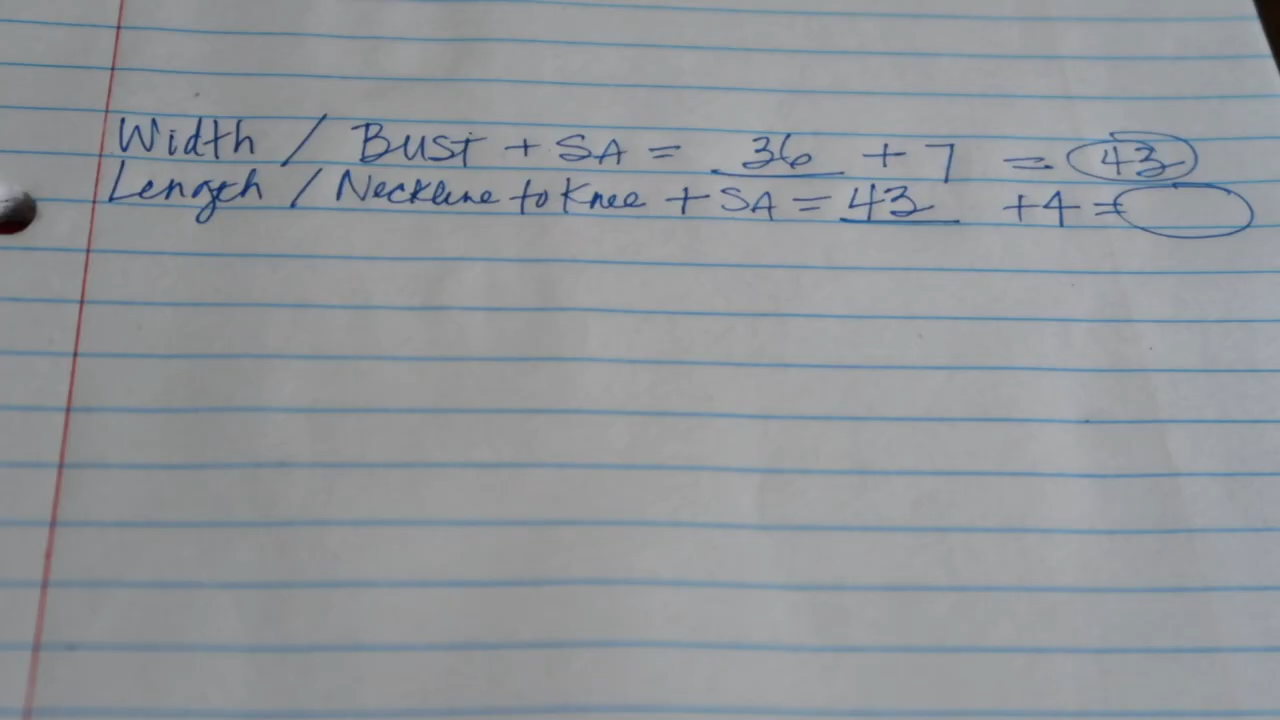 Width / Bust + SA = 36 + 7 = 43
Length / Neckline to Knee + SA = 43 +4 =